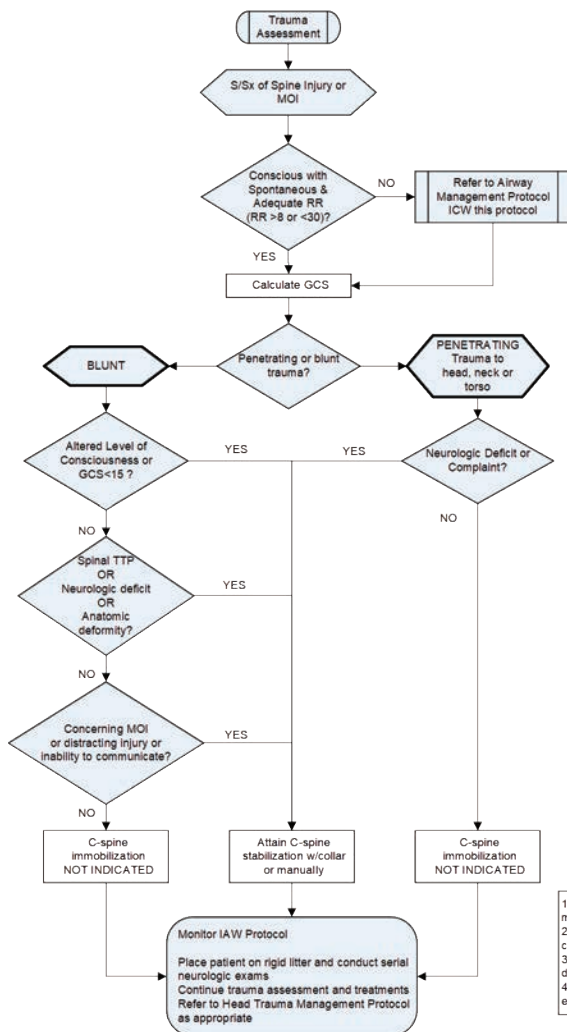 Trauma
Assessment
S/Sx of Spine Injury or
MOI
Conscious with
Spontaneous &
Adequate RR
(RR >8 or <30)?
NO
Refer to Airway
Management Protocol
ICW this protocol
YES
Calculate GCS
Penetrating or blunt
trauma?
BLUNT
PENETRATING
Trauma to
head, neck or
torso
Altered Level of
Consciousness or
GCS<15 ?
YES
YES
Neurologic Deficit or
Complaint?
NO
NO
Spinal TTP
OR
Neurologic deficit
OR
Anatomic
deformity?
YES
NO
Concerning MOI
or distracting injury or
inability to communicate?
YES
NO
C-spine
immobilization
NOT INDICATED
Attain C-spine
stabilization w/collar
or manually
C-spine
immobilization
NOT INDICATED
Monitor IAW Protocol
Place patient on rigid litter and conduct serial
neurologic exams
Continue trauma assessment and treatments
Refer to Head Trauma Management Protocol
as appropriate
1
m
2
c
3
d
4
e